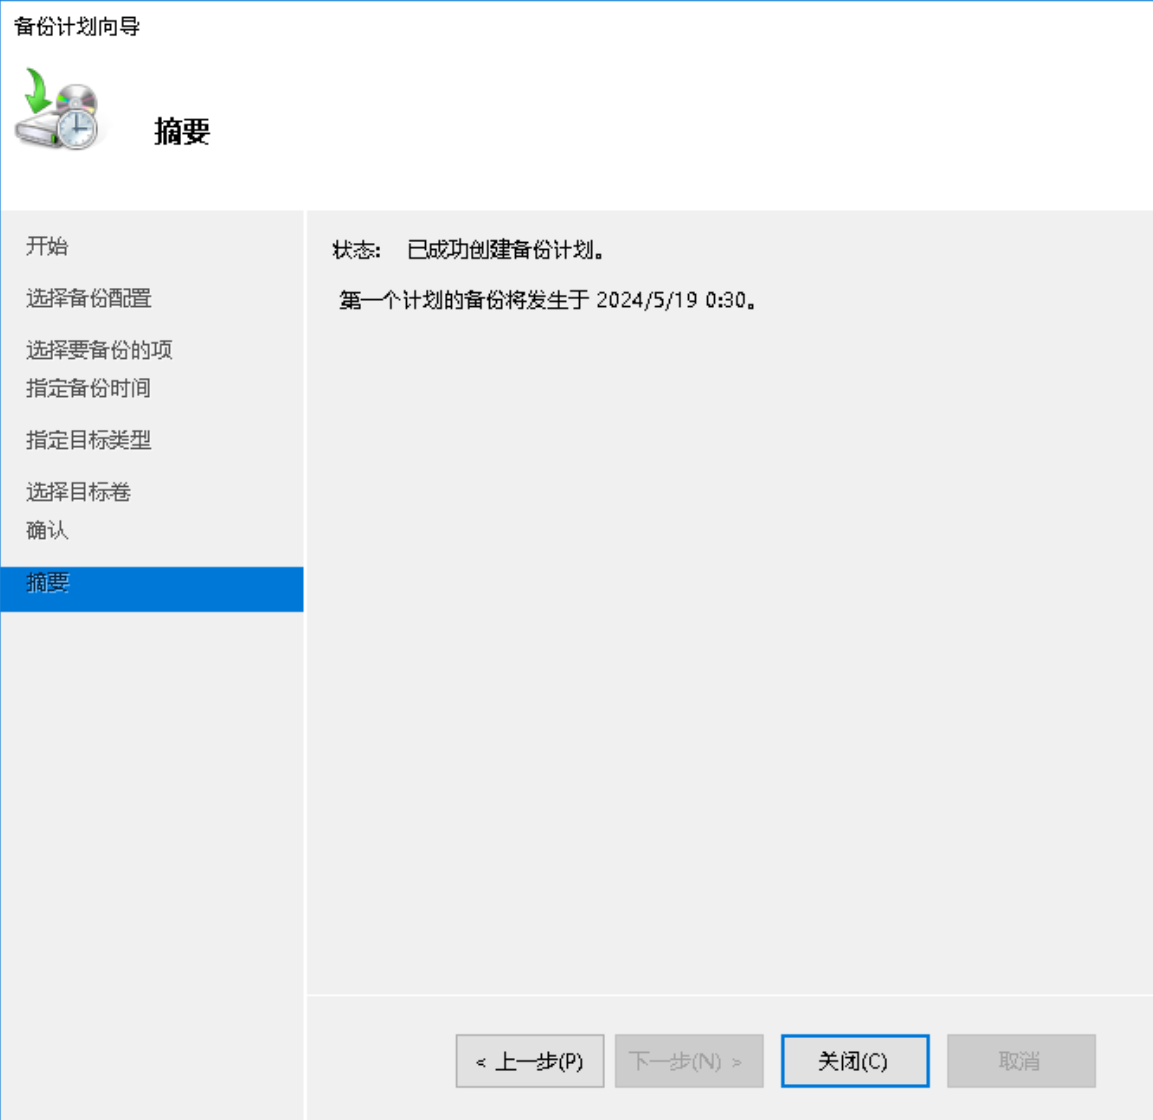 备份计划向导
摘要
开始
选择备份配置
选择要备份的项
指定备份时间
指定目标类型
选择目标卷
确认
摘要
状态: 已成功创建备份计划。
第一个计划的备份将发生于 2024/5/19 0:30。
< 上一步(P)
下一步(N) >
关闭(C)
取消